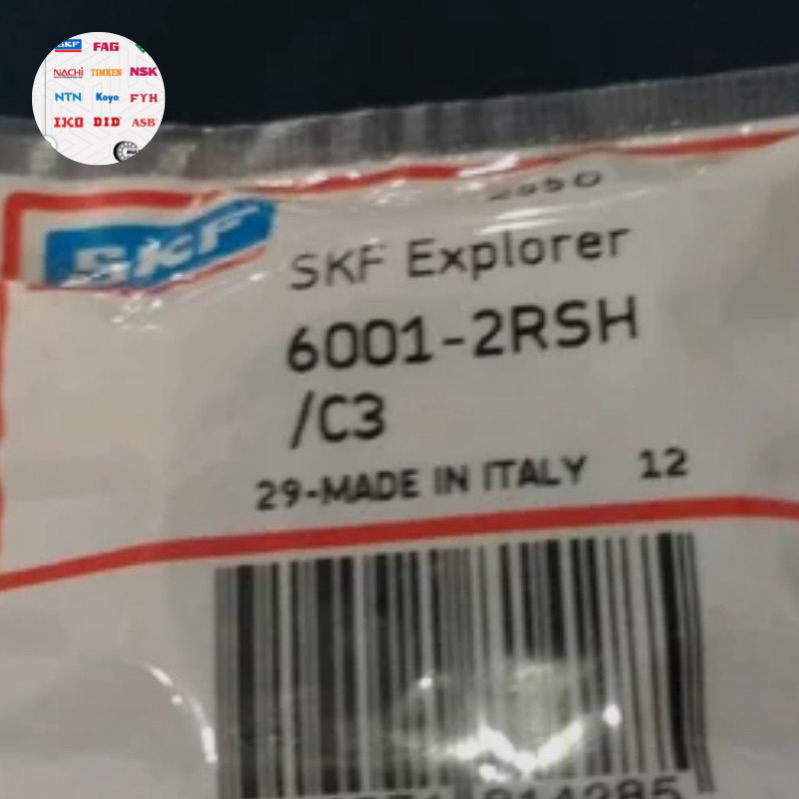 SKF FAG
NACHI TIMKEN NSK
NTN Koyo FYH
IKO DID ASB
SKF
SKF Explorer
6001-2RSH
/C3
29-MADE IN ITALY 12